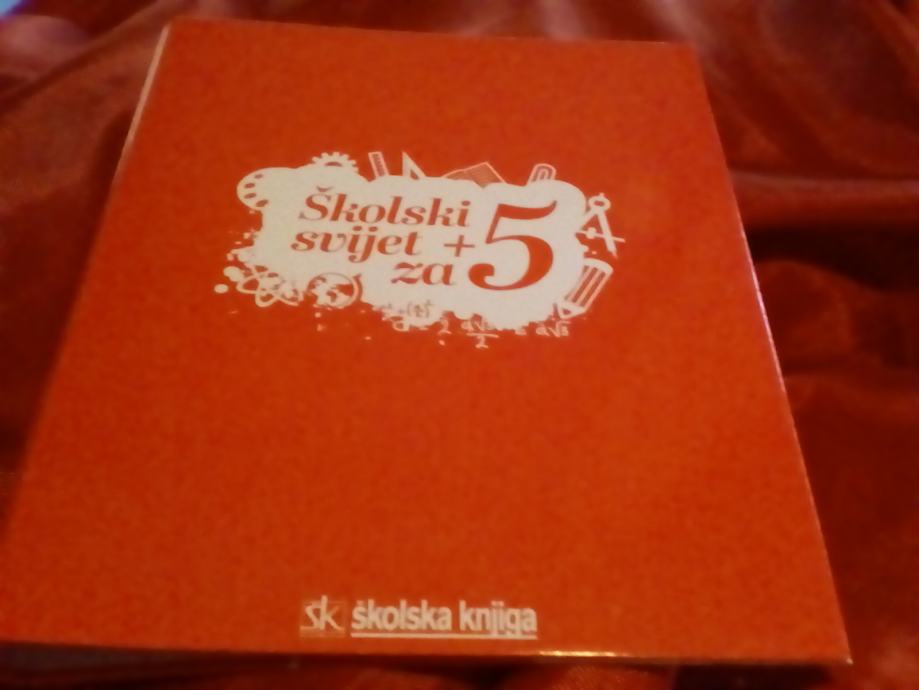 Školski
svijet +
za 5
sk školska knjiga